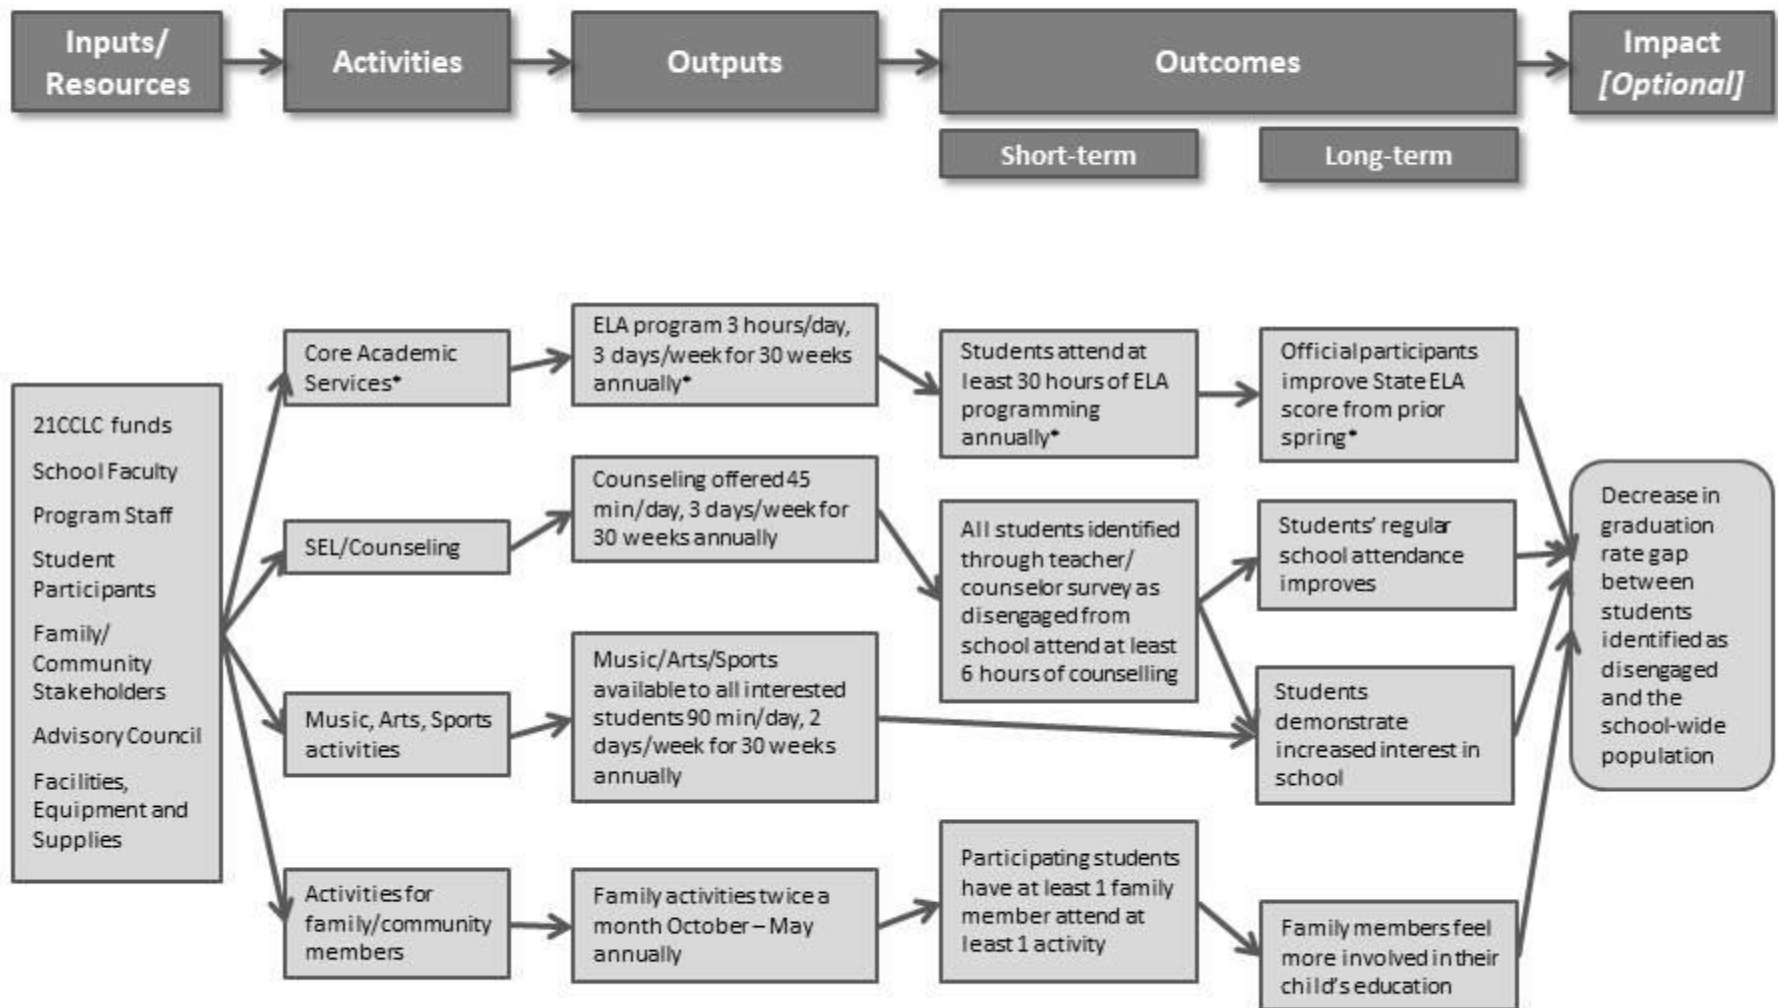 Inputs/
Resources
Activities
Outputs
Outcomes
Impact
[Optional]
Short-term
Long-term
21CCLC funds
School Faculty
Program Staff
Student
Participants
Family/
Community
Stakeholders
Advisory Council
Facilities,
Equipment and
Supplies
Core Academic
Services*
SEL/Counseling
Music, Arts, Sports
activities
Activities for
family/community
members
ELA program 3 hours/day,
3 days/week for 30 weeks
annually*
Counseling offered 45
min/day, 3 days/week for
30 weeks annually
Music/Arts/Sports
available to all interested
students 90 min/day, 2
days/week for 30 weeks
annually
Family activities twice a
month October – May
annually
Students attend at
least 30 hours of ELA
programming
annually*
All students identified
through teacher/
counselor survey as
disengaged from
school attend at least
6 hours of counselling
Participating students
have at least 1 family
member attend at
least 1 activity
Official participants
improve State ELA
score from prior
spring*
Students' regular
school attendance
improves
Students
demonstrate
increased interest in
school
Family members feel
more involved in their
child's education
Decrease in
graduation
rate gap
between
students
identified as
disengaged
and the
school-wide
population